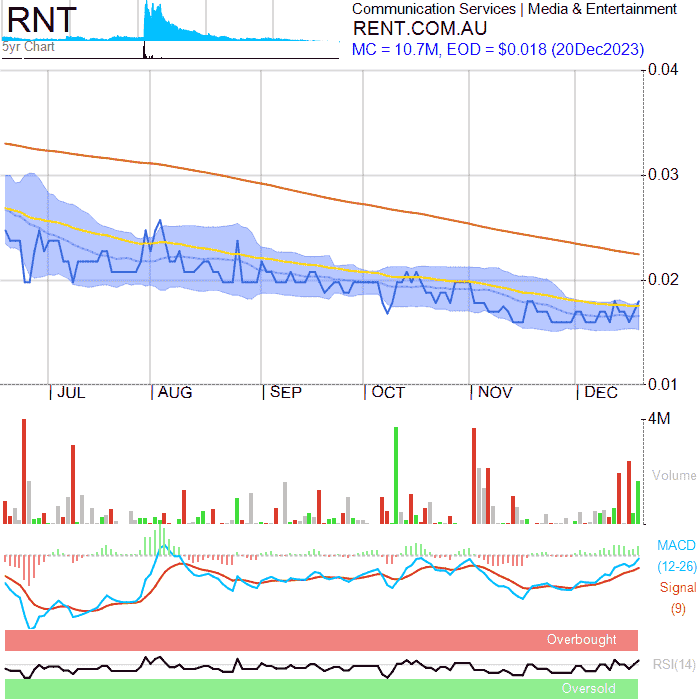 RNT
Communication Services | Media & Entertainment
RENT.COM.AU
5yr Chart
MC = 10.7M, EOD = $0.018 (20Dec2023)
0.04
0.03
0.02
0.01
JUL
AUG
SEP
OCT
NOV
DEC
4M
Volume
MACD
(12-26)
Signal
(9)
Overbought
RSI(14)
Oversold